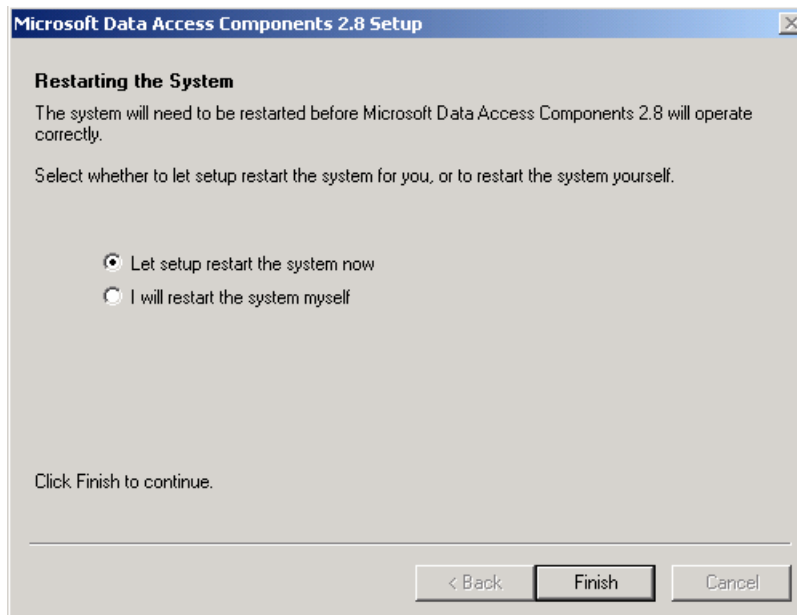 Microsoft Data Access Components 2.8 Setup
Restarting the System
The system will need to be restarted before Microsoft Data Access Components 2.8 will operate
correctly.
Select whether to let setup restart the system for you, or to restart the system yourself.
Let setup restart the system now
I will restart the system myself
Click Finish to continue.
< Back Finish Cancel